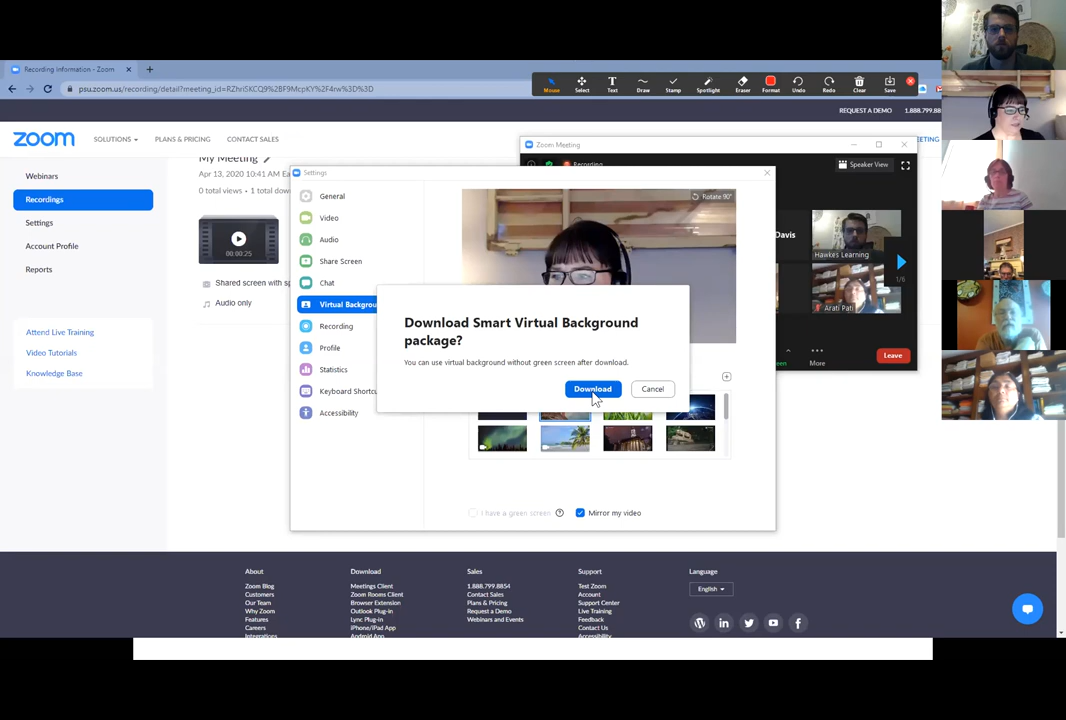 Recording Information - Zoom
psu.zoom.us/recording/detail?meeting_id=RZhriSKCQ9%2BF9McpKY%2F4rw%3D%3D
Mouse
Select
Text
Draw
Stamp
Spotlight
Eraser
Format
Undo
Redo
Clear
Save
REQUEST A DEMO
1.888.799.88
zoom
SOLUTIONS
PLANS & PRICING
CONTACT SALES
EETING
My Meeting
Apr 13, 2020 10:41 AM Ea
0 total views • 1 total dow
00:00:25
Shared screen with sp
Audio only
Webinars
Recordings
Settings
Account Profile
Reports
Attend Live Training
Video Tutorials
Knowledge Base
Zoom Meeting
Recording
Speaker View
Davis
Hawkes Learning
Arati Pati
1/6
een
More
Leave
Settings
General
Video
Audio
Share Screen
Chat
Virtual Backgrou
Recording
Profile
Statistics
Keyboard Shortcu
Accessibility
Rotate 90°
Download Smart Virtual Background
package?
You can use virtual background without green screen after download.
Download
Cancel
I have a green screen
Mirror my video
About
Zoom Blog
Customers
Our Team
Why Zoom
Features
Careers
Integrations
Download
Meetings Client
Zoom Rooms Client
Browser Extension
Outlook Plug-in
Lync Plug-in
iPhone/iPad App
Android App
Sales
1.888.799.8854
Contact Sales
Plans & Pricing
Request a Demo
Webinars and Events
Support
Test Zoom
Account
Support Center
Live Training
Feedback
Contact Us
Accessibility
Language
English